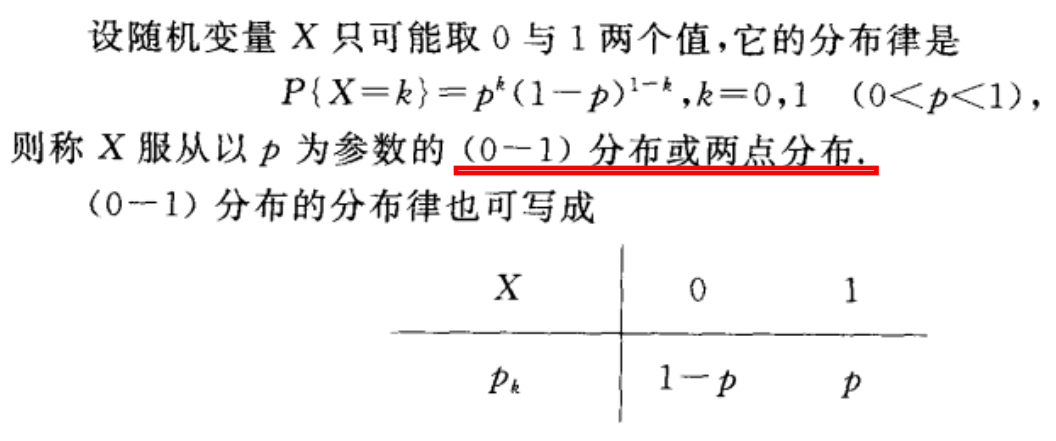 设随机变量 X 只可能取 0 与 1 两个值,它的分布律是
P{X=k}=p^k(1-p)^{1-k},k=0,1 (0<p<1),
则称 X 服从以 p 为参数的 (0-1) 分布或两点分布.
(0-1) 分布的分布律也可写成
X 0 1
p_k 1-p p